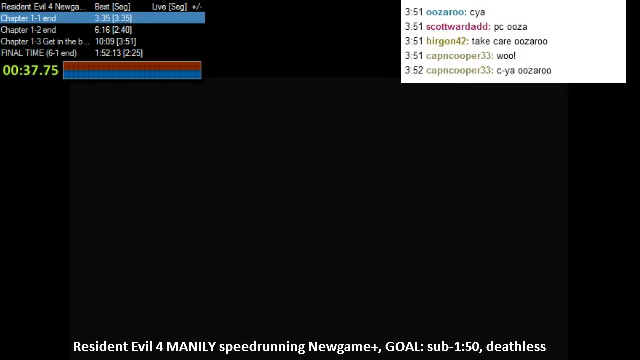 Resident Evil 4 Newga... Beat [Seg] Live [Seg] +/-
Chapter 1-1 end 3:35 [3:35]
Chapter 1-2 end 6:16 [2:40]
Chapter 1-3 Get in the b... 10:09 [3:51]
FINAL TIME (6-1 end) 1:52:13 [2:25]
00:37.75
3:51 oozaroo: cya
3:51 scottwardadd: pc ooza
3:51 hirgon42: take care oozaroo
3:51 capncooper33: woo!
3:52 capncooper33: c-ya oozaroo
Resident Evil 4 MANILY speedrunning Newgame+, GOAL: sub-1:50, deathless